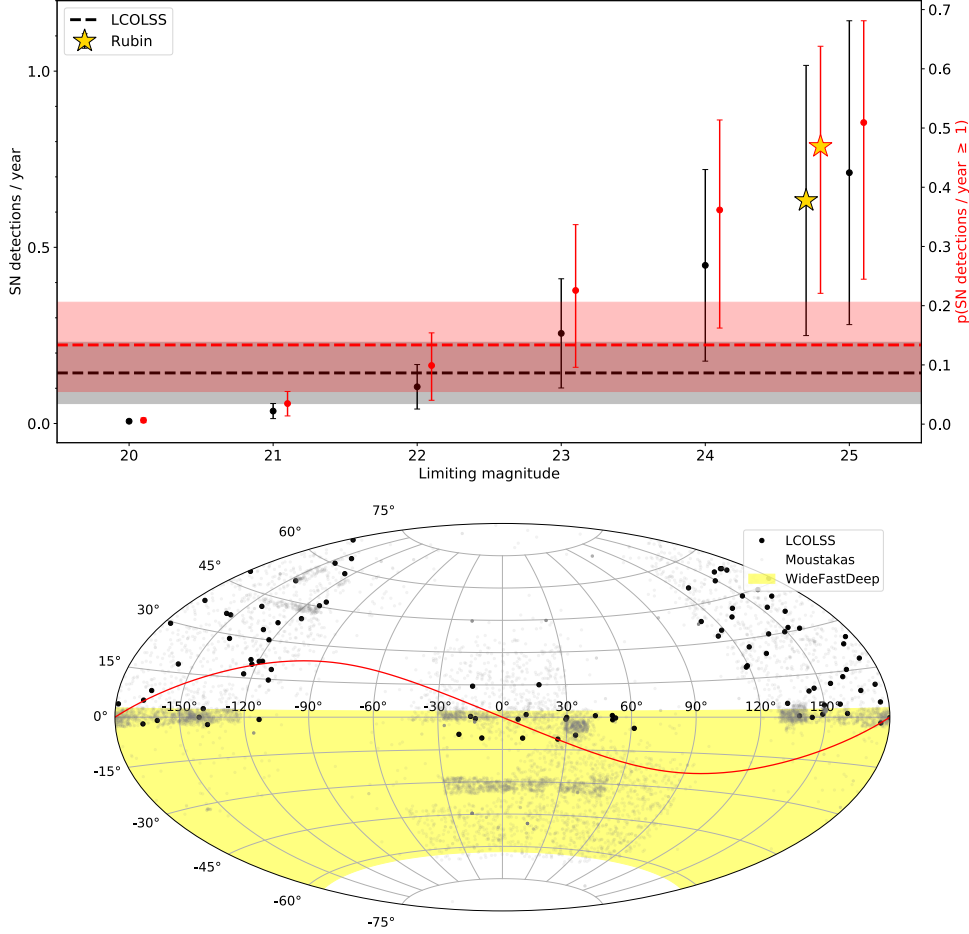 LCOLSS
Rubin
SN detections / year
1.0
0.5
0.0
0.7
0.6
0.5
0.4
0.3
0.2
0.1
0.0
p(SN detections / year ≥ 1)
20 21 22 23 24 25
Limiting magnitude
75°
60°
45°
30°
15°
0°
-15°
-30°
-45°
-60°
-75°
-150 -120 -90 -60 -30 0 30 60 90 120 150
LCOLSS
Moustakas
WideFastDeep